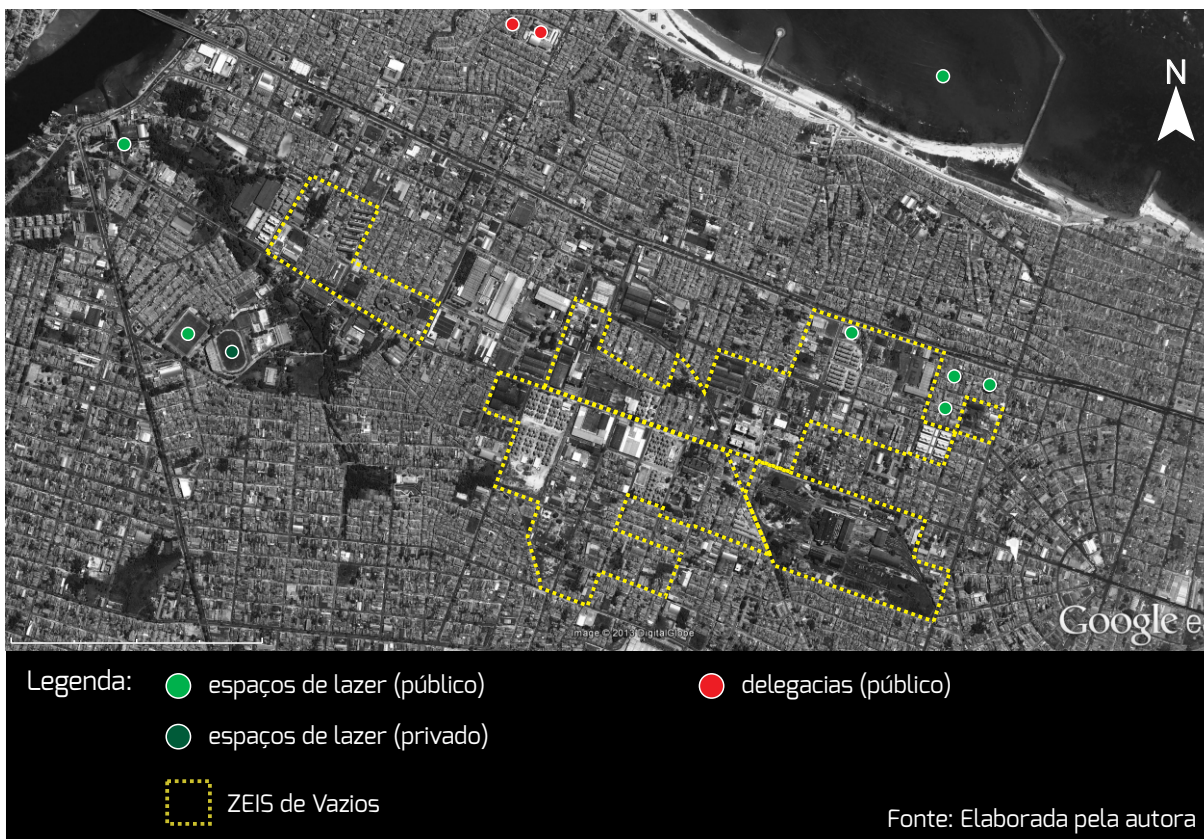 N
Image © 2013 DigitalGlobe
Google e
Legenda:
espaços de lazer (público)
delegacias (público)
espaços de lazer (privado)
ZEIS de Vazios
Fonte: Elaborada pela autora